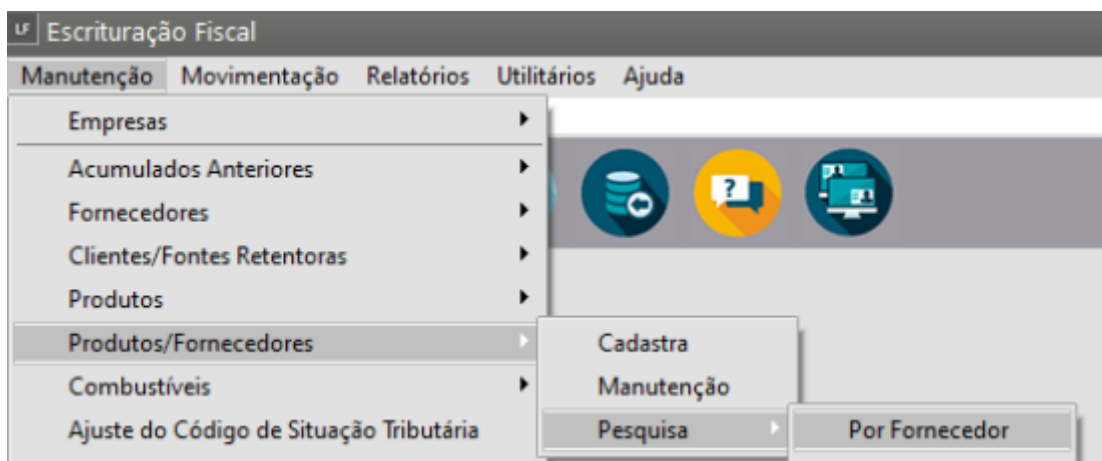 LF Escrituração Fiscal
Manutenção Movimentação Relatórios Utilitários Ajuda
Empresas
Acumulados Anteriores
Fornecedores
?
Clientes/Fontes Retentoras
Produtos
Produtos/Fornecedores
Cadastra
Combustíveis
Manutenção
Ajuste do Código de Situação Tributária
Pesquisa
Por Fornecedor